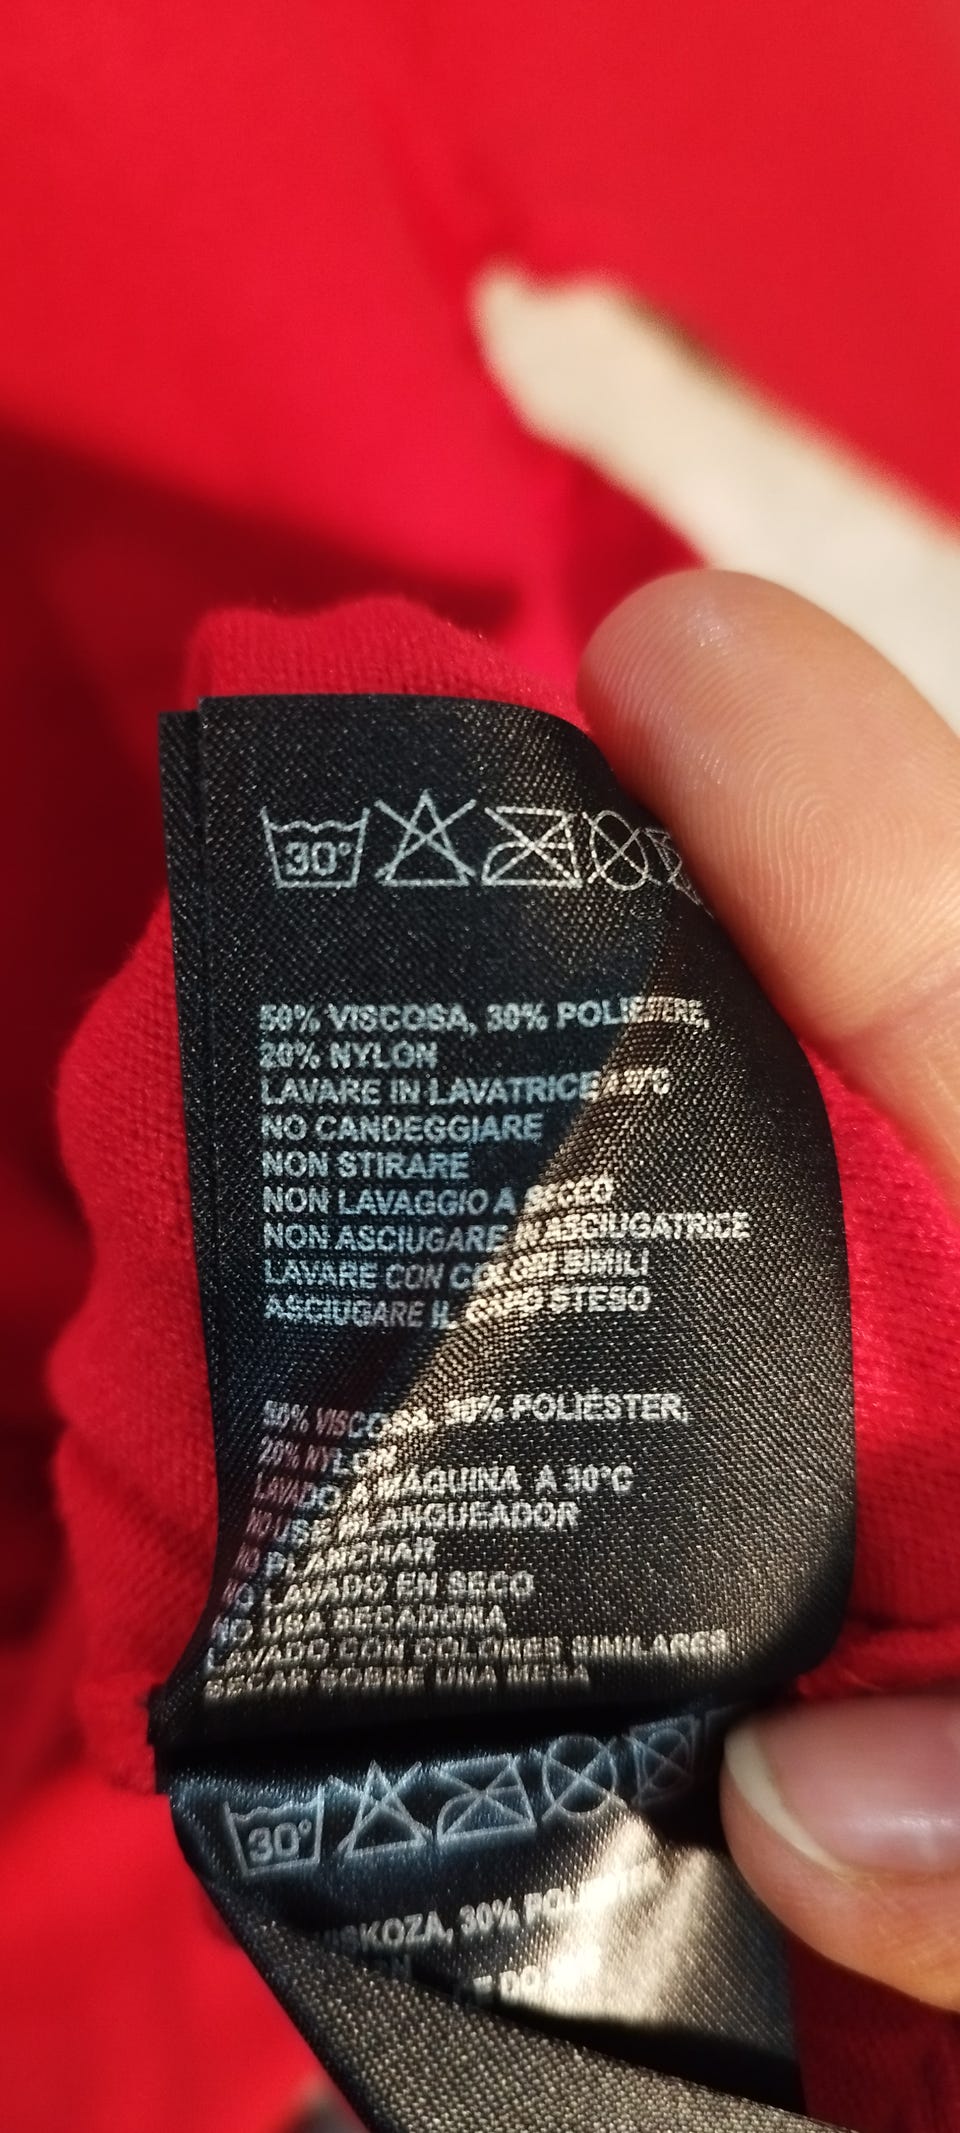 30°
50% VISCOSA, 30% POLIESTERE,
20% NYLON
LAVARE IN LAVATRICE A 30°C
NO CANDEGGIARE
NON STIRARE
NON LAVAGGIO A SECCO
NON ASCIUGARE IN ASCIUGATRICE
LAVARE CON COLORI SIMILI
ASCIUGARE IL CAPO STESO
50% VISCOSA, 30% POLIÉSTER,
20% NYLON
LAVADO A MÁQUINA A 30°C
NO USE BLANQUEADOR
NO PLANCHAR
NO LAVADO EN SECO
NO UNA SECADORA
LAVADO CON COLORES SIMILARES
SECAR SOBRE UNA MESA
30°
30%